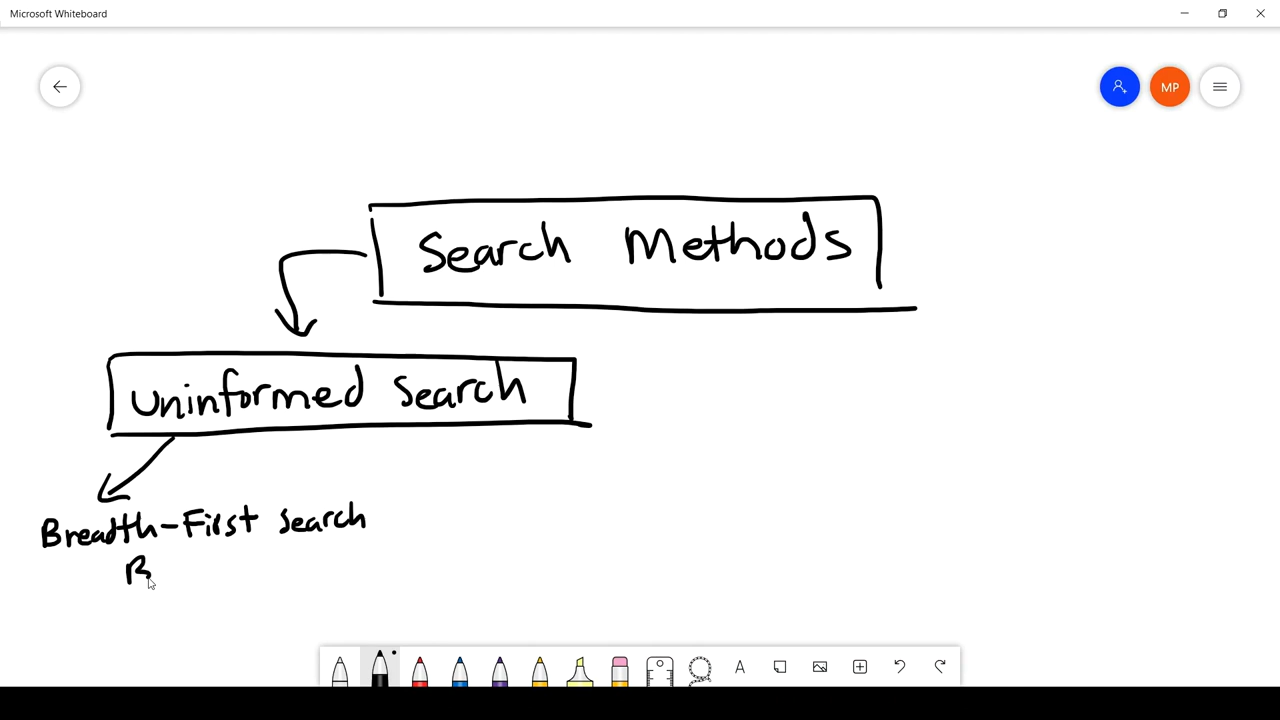 Microsoft Whiteboard
MP
Search Methods
Uninformed Search
Breadth-First Search
B
A